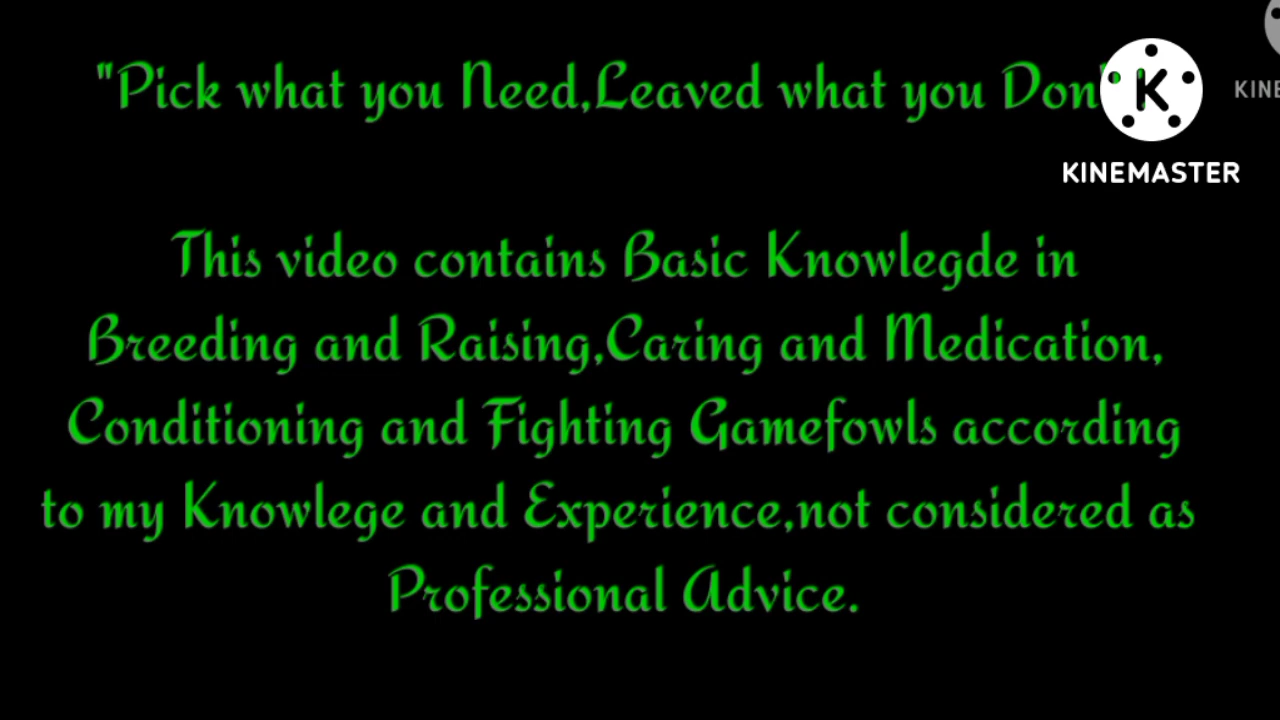 "Pick what you Need,Leaved what you Don
K
KINEMASTER
KINE
This video contains Basic Knowlegde in
Breeding and Raising,Caring and Medication,
Conditioning and Fighting Gamefowls according
to my Knowlege and Experience,not considered as
Professional Advice.